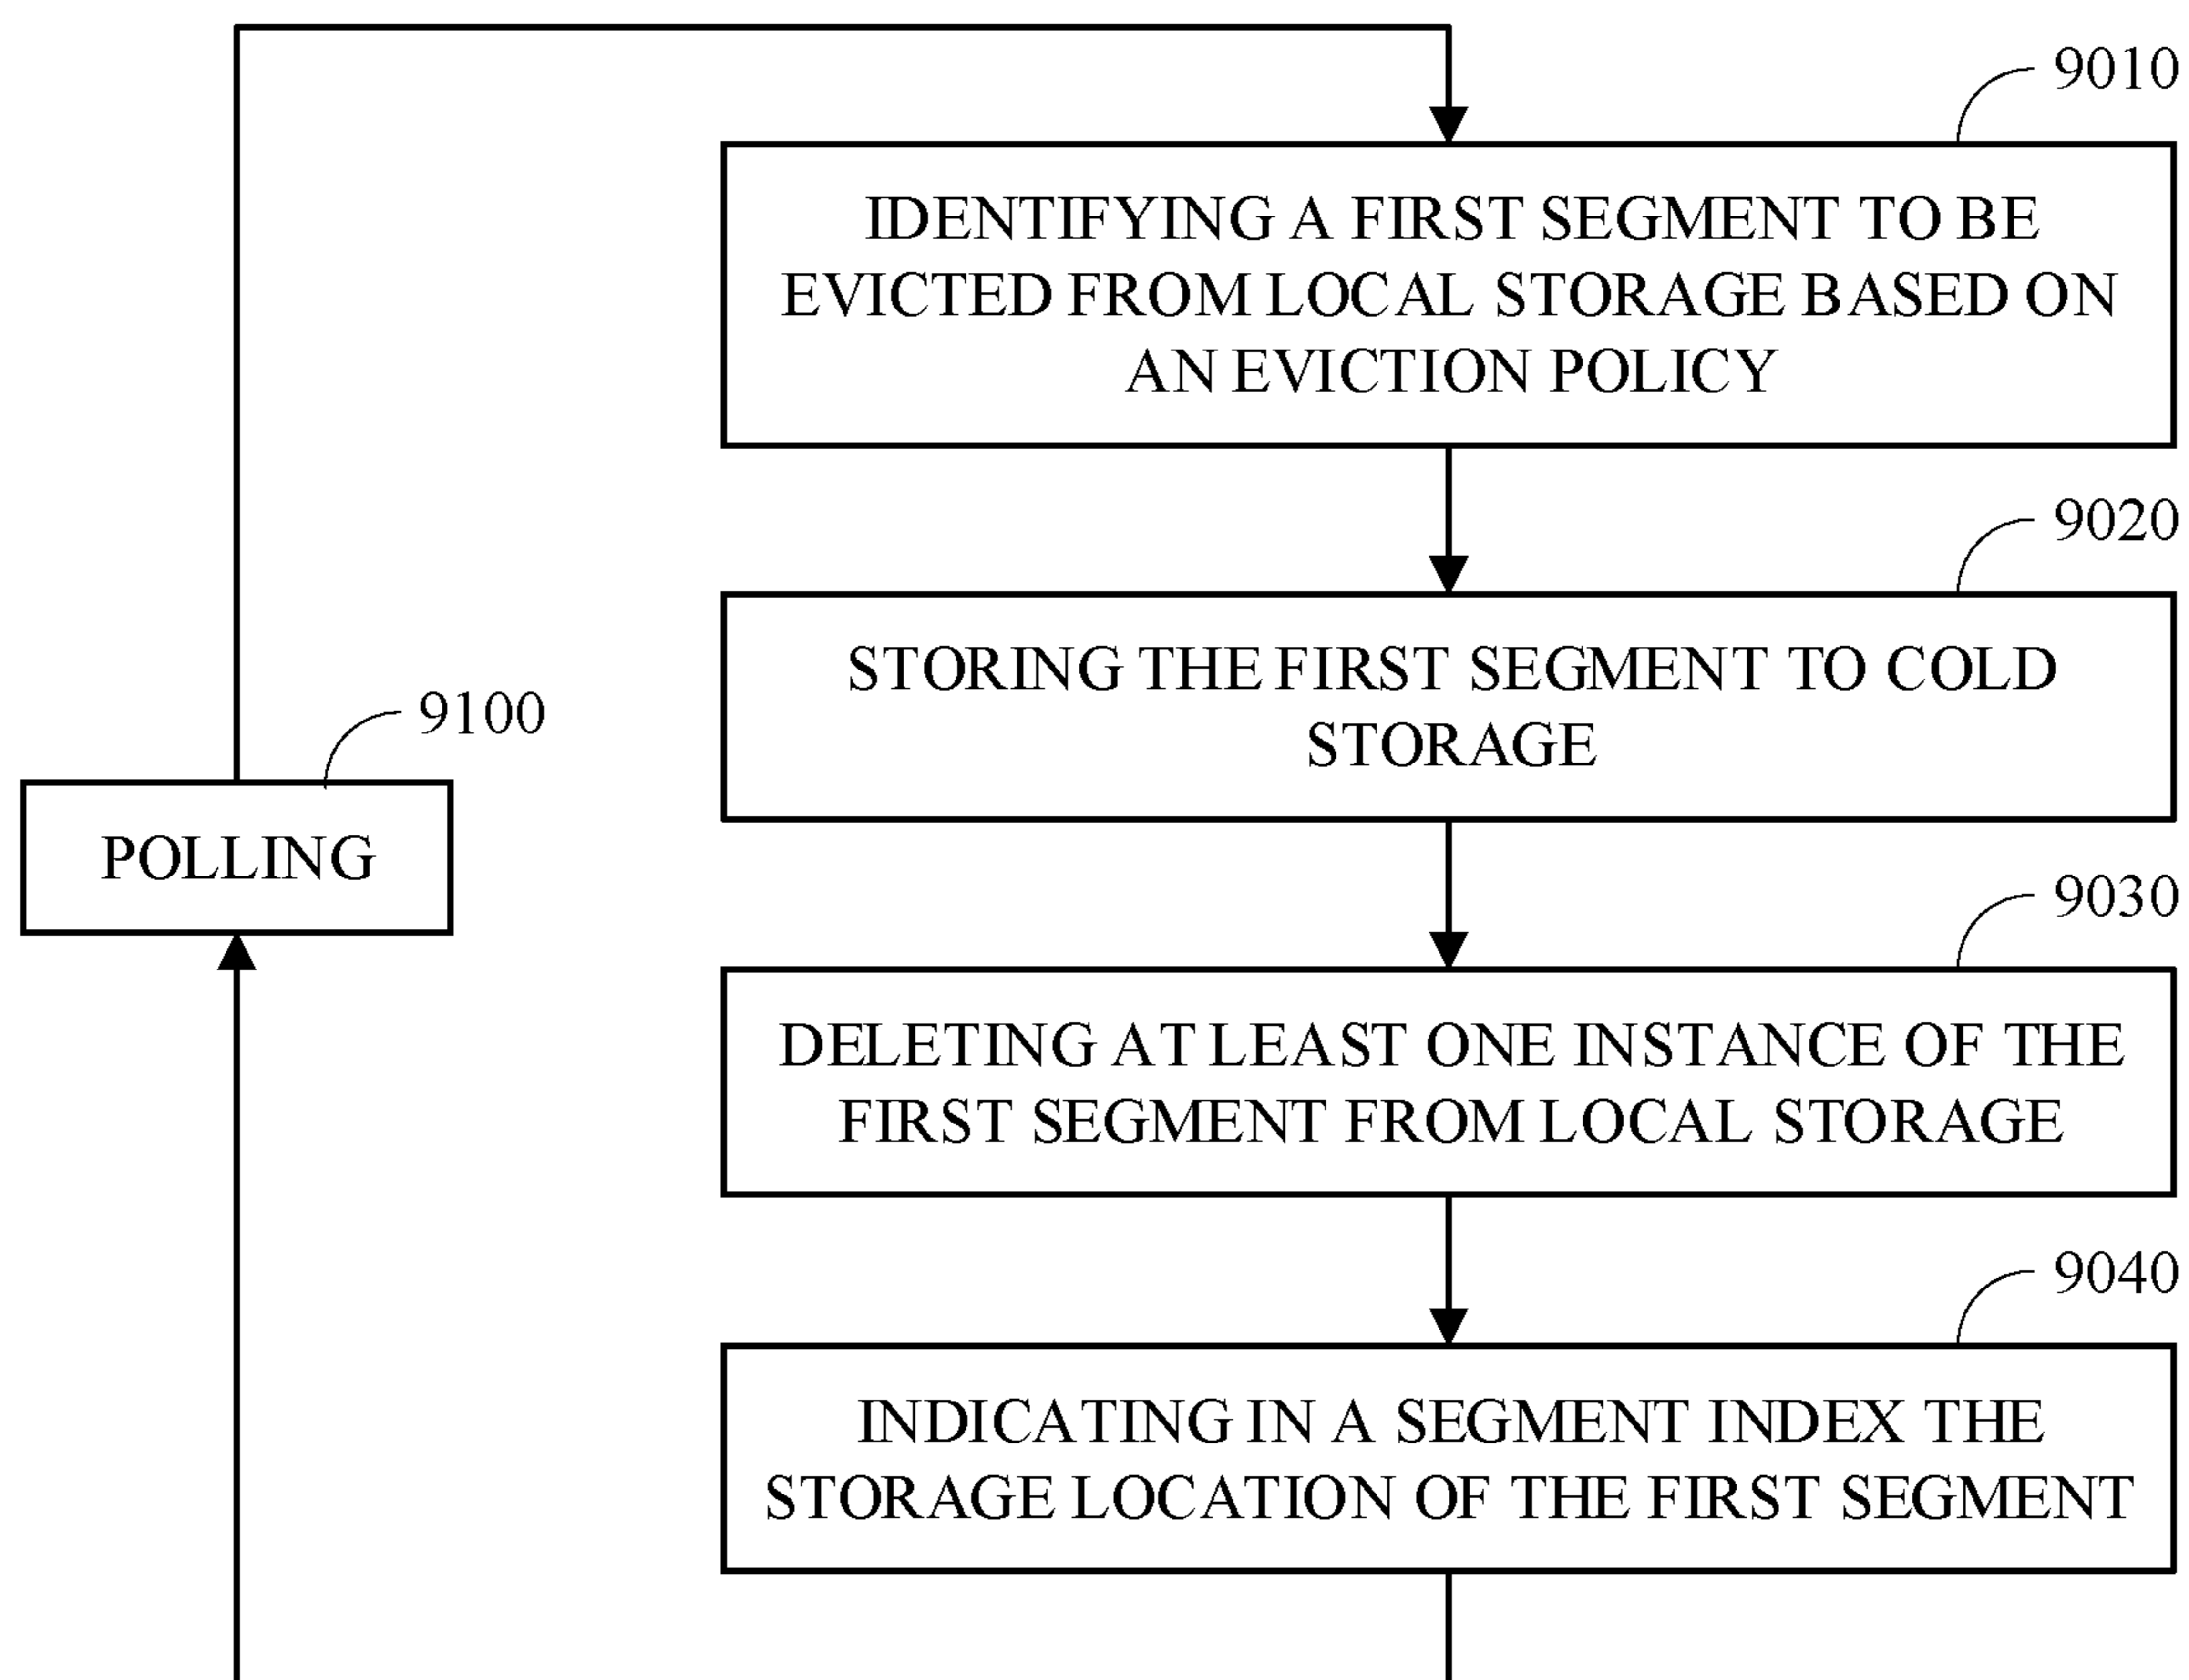 9010
IDENTIFYING A FIRST SEGMENT TO BE
EVICTED FROM LOCAL STORAGE BASED ON
AN EVICTION POLICY
9020
STORING THE FIRST SEGMENT TO COLD
STORAGE
9100
POLLING
9030
DELETING AT LEAST ONE INSTANCE OF THE
FIRST SEGMENT FROM LOCAL STORAGE
9040
INDICATING IN A SEGMENT INDEX THE
STORAGE LOCATION OF THE FIRST SEGMENT